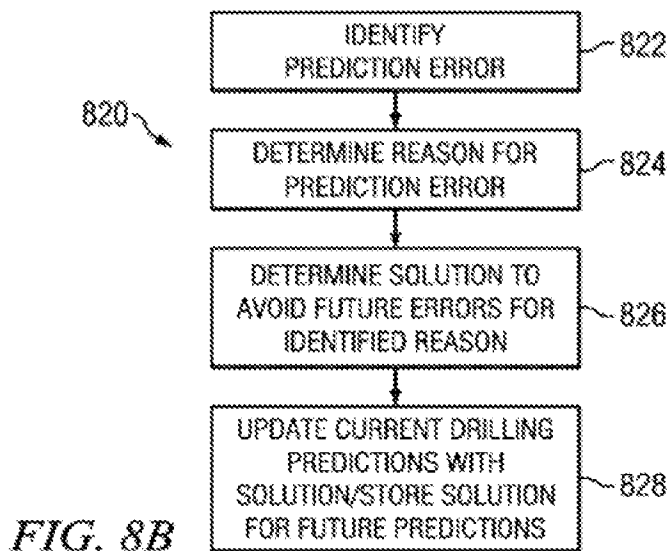 IDENTIFY
PREDICTION ERROR
822
820
DETERMINE REASON FOR
PREDICTION ERROR
824
DETERMINE SOLUTION TO
AVOID FUTURE ERRORS FOR
IDENTIFIED REASON
826
UPDATE CURRENT DRILLING
PREDICTIONS WITH
SOLUTION/STORE SOLUTION
FOR FUTURE PREDICTIONS
828
FIG. 8B